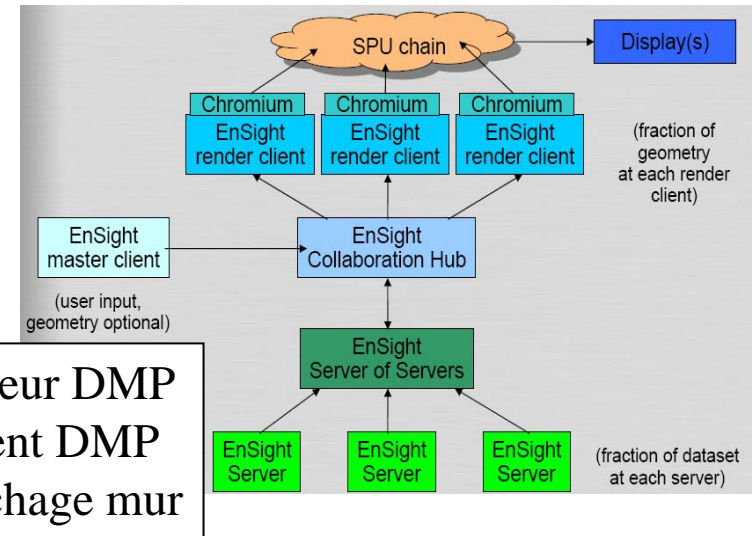 SPU chain
Display(s)
Chromium
Chromium
Chromium
EnSight
render client
EnSight
render client
EnSight
render client
(fraction of
geometry
at each render
client)
EnSight
master client
EnSight
Collaboration Hub
(user input,
geometry optional)
EnSight
Server of Servers
eur DMP
ent DMP
chage mur
EnSight
Server
EnSight
Server
EnSight
Server
(fraction of dataset
at each server)